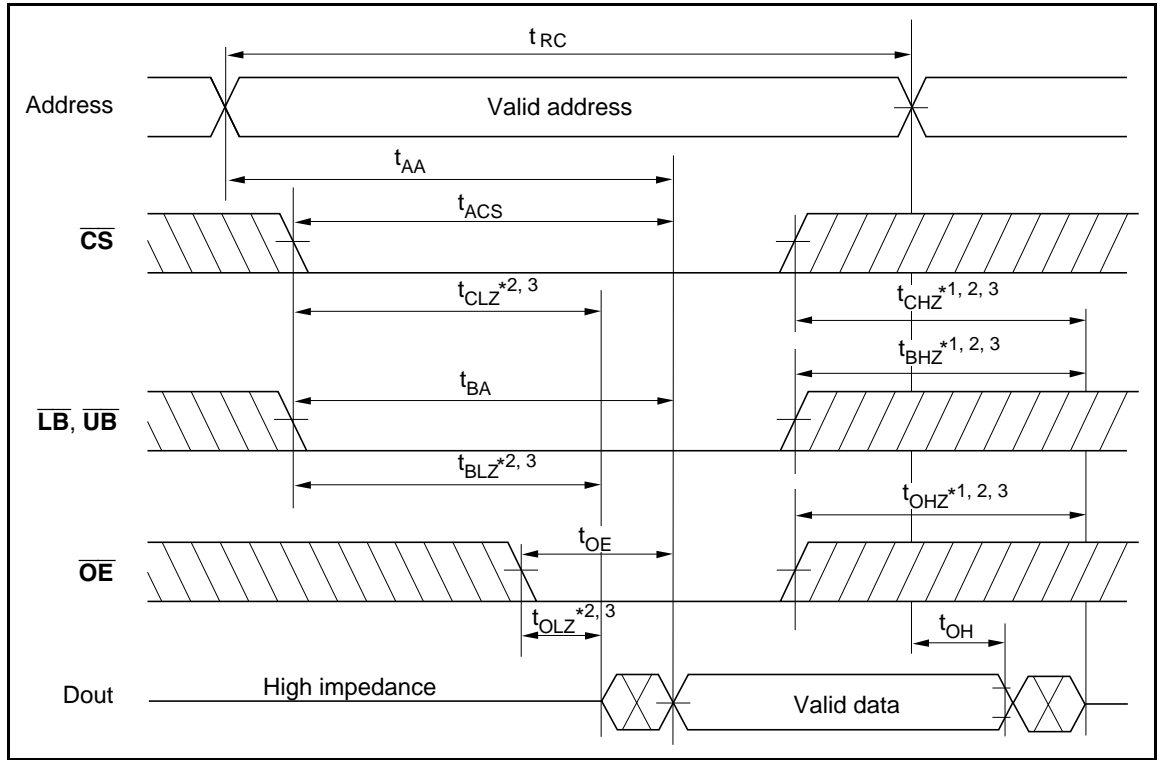 t RC
Address
Valid address
tAA
tACS
CS
tCLZ*2, 3
tCHZ*1, 2, 3
tBHZ*1, 2, 3
tBA
LB, UB
tBLZ*2, 3
tOHZ*1, 2, 3
tOE
OE
tOLZ*2, 3
tOH
Dout
High impedance
Valid data